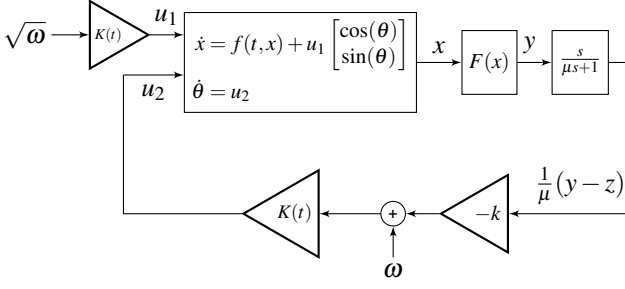 √ω
K(t)
u₁
ẋ = f(t,x) + u₁ [cos(θ) sin(θ)]
θ̇ = u₂
u₂
x
F(x)
y
s/(μs+1)
1/μ (y − z)
−k
+
ω
K(t)